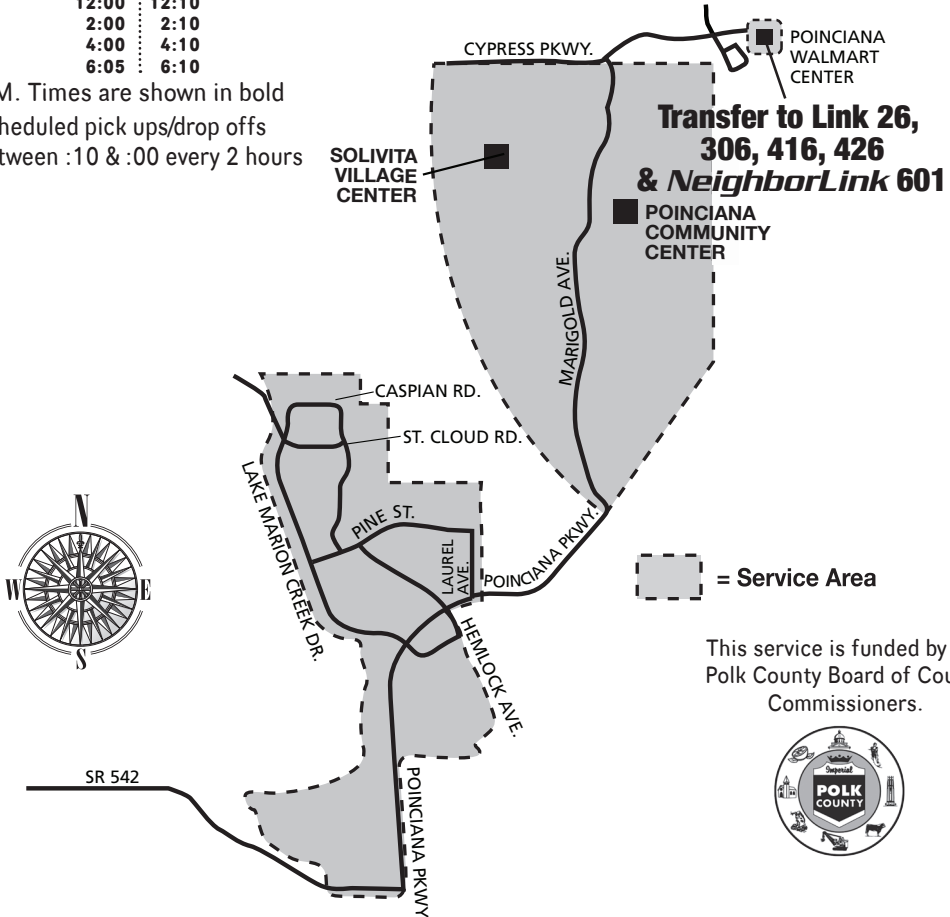 12:00 12:10
2:00 2:10
4:00 4:10
6:05 6:10
M. Times are shown in bold
heduled pick ups/drop offs
tween :10 & :00 every 2 hours
CYPRESS PKWY.
POINCIANA
WALMART
CENTER
Transfer to Link 26,
306, 416, 426
& NeighborLink 601
SOLIVITA
VILLAGE
CENTER
POINCIANA
COMMUNITY
CENTER
MARIGOLD AVE.
CASPIAN RD.
ST. CLOUD RD.
LAKE MARION CREEK DR.
PINE ST.
LAUREL
AVE.
POINCIANA PKWY.
HEMLOCK AVE.
N
W
E
S
= Service Area
This service is funded by
Polk County Board of Cou
Commissioners.
Imperial
POLK
COUNTY
SR 542
POINCIANA PKWY